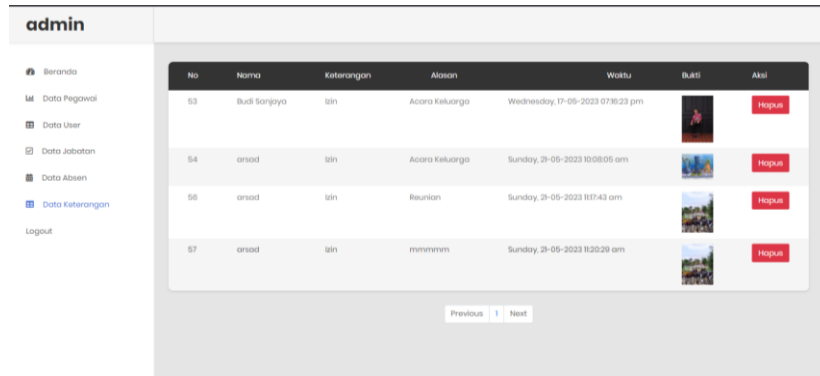 admin
Beranda
Data Pegawai
Data User
Data Jabatan
Data Absen
Data Keterangan
Logout
No Nama Keterangan Alasan Waktu Bukti Aksi
53 Budi Sanjaya Izin Acara Keluarga Wednesday, 17-05-2023 07:16:23 pm Hapus
54 arsad Izin Acara Keluarga Sunday, 21-05-2023 10:08:05 am Hapus
56 arsad Izin Reunian Sunday, 21-05-2023 11:17:43 am Hapus
57 arsad Izin mmmmm Sunday, 21-05-2023 11:20:29 am Hapus
Previous 1 Next